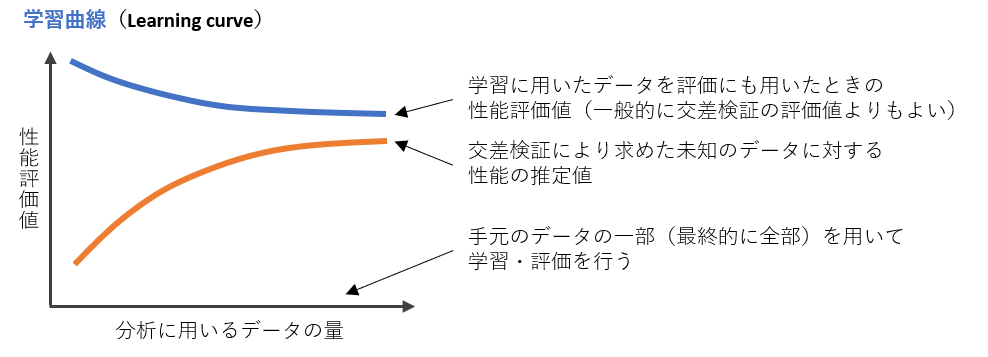 学習曲線（Learning curve）
学習に用いたデータを評価にも用いたときの
性能評価値（一般的に交差検証の評価値よりもよい）
交差検証により求めた未知のデータに対する
性能の推定値
性能評価値
手元のデータの一部（最終的に全部）を用いて
学習・評価を行う
分析に用いるデータの量